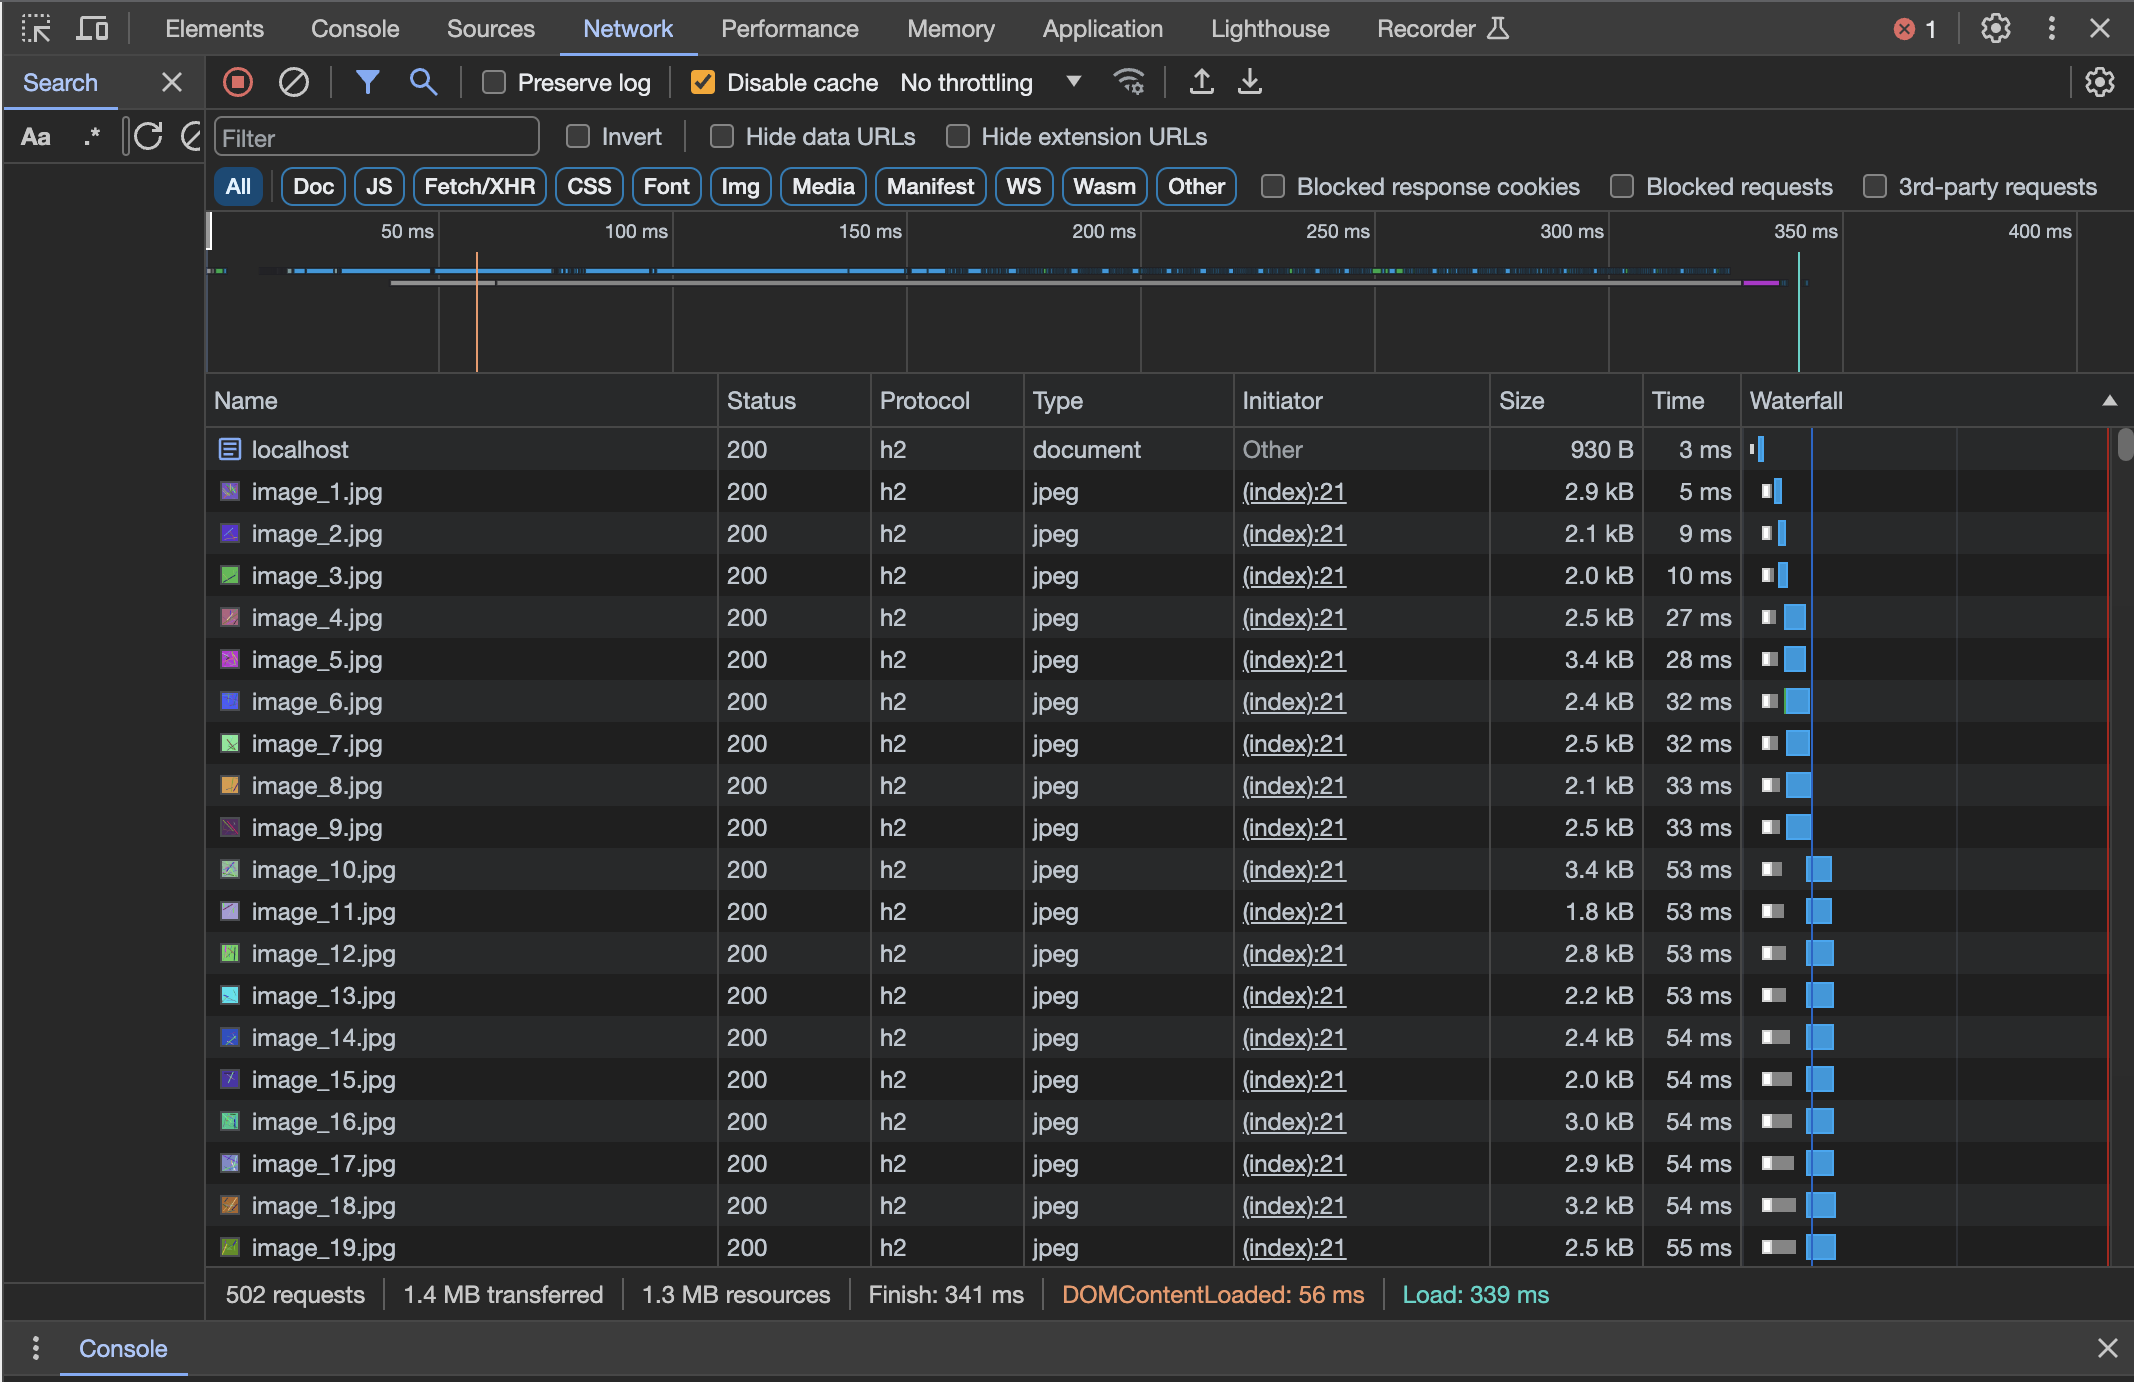 Elements Console Sources Network Performance Memory Application Lighthouse Recorder 1
Search Preserve log Disable cache No throttling
Aa .* Filter Invert Hide data URLs Hide extension URLs
All Doc JS Fetch/XHR CSS Font Img Media Manifest WS Wasm Other Blocked response cookies Blocked requests 3rd-party requests
50 ms 100 ms 150 ms 200 ms 250 ms 300 ms 350 ms 400 ms
Name Status Protocol Type Initiator Size Time Waterfall
localhost 200 h2 document Other 930 B 3 ms
image_1.jpg 200 h2 jpeg (index):21 2.9 kB 5 ms
image_2.jpg 200 h2 jpeg (index):21 2.1 kB 9 ms
image_3.jpg 200 h2 jpeg (index):21 2.0 kB 10 ms
image_4.jpg 200 h2 jpeg (index):21 2.5 kB 27 ms
image_5.jpg 200 h2 jpeg (index):21 3.4 kB 28 ms
image_6.jpg 200 h2 jpeg (index):21 2.4 kB 32 ms
image_7.jpg 200 h2 jpeg (index):21 2.5 kB 32 ms
image_8.jpg 200 h2 jpeg (index):21 2.1 kB 33 ms
image_9.jpg 200 h2 jpeg (index):21 2.5 kB 33 ms
image_10.jpg 200 h2 jpeg (index):21 3.4 kB 53 ms
image_11.jpg 200 h2 jpeg (index):21 1.8 kB 53 ms
image_12.jpg 200 h2 jpeg (index):21 2.8 kB 53 ms
image_13.jpg 200 h2 jpeg (index):21 2.2 kB 53 ms
image_14.jpg 200 h2 jpeg (index):21 2.4 kB 54 ms
image_15.jpg 200 h2 jpeg (index):21 2.0 kB 54 ms
image_16.jpg 200 h2 jpeg (index):21 3.0 kB 54 ms
image_17.jpg 200 h2 jpeg (index):21 2.9 kB 54 ms
image_18.jpg 200 h2 jpeg (index):21 3.2 kB 54 ms
image_19.jpg 200 h2 jpeg (index):21 2.5 kB 55 ms
502 requests 1.4 MB transferred 1.3 MB resources Finish: 341 ms DOMContentLoaded: 56 ms Load: 339 ms
Console